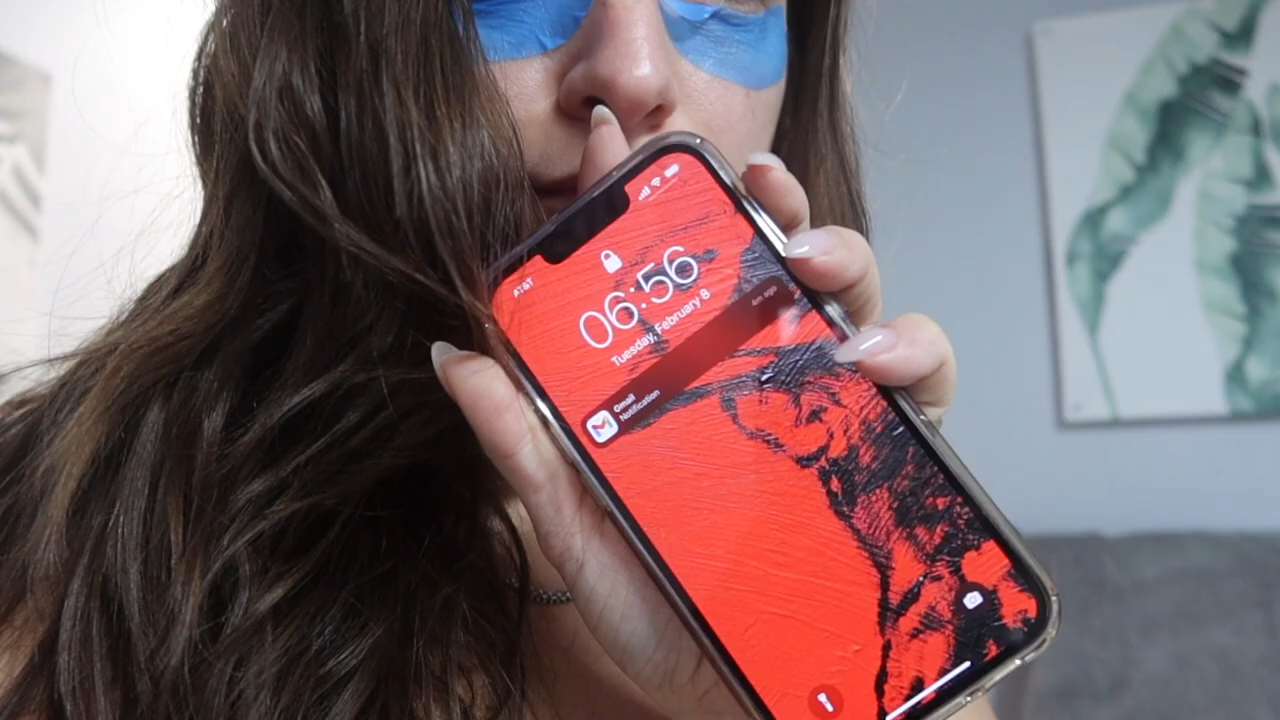 AT&T
06:56
Tuesday, February 8
Gmail
4m ago
Notification